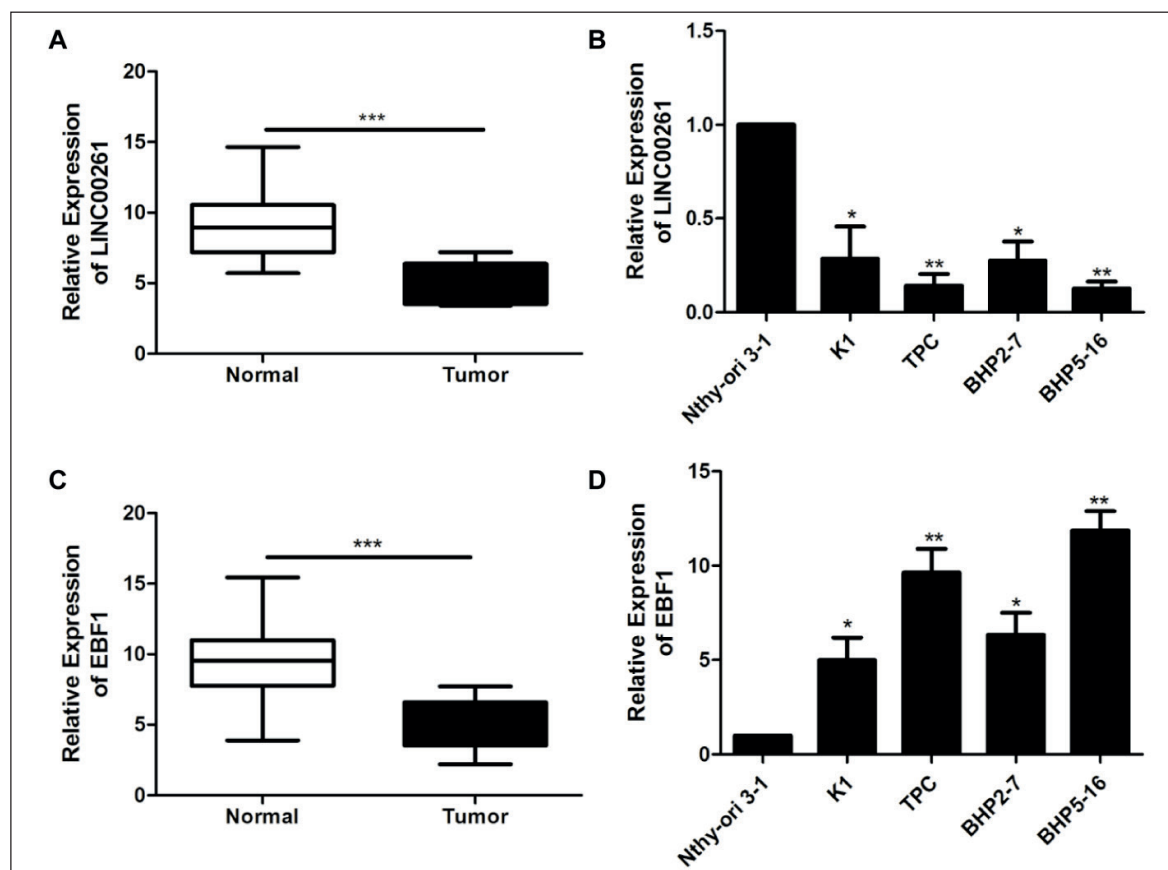 A
Relative Expression
of LINC00261
20
15
10
5
0
***
Normal
Tumor
B
Relative Expression
of LINC00261
1.5
1.0
0.5
0.0
*
**
*
**
Nthy-ori 3-1
K1
TPC
BHP2-7
BHP5-16
C
Relative Expression
of EBF1
20
15
10
5
0
***
Normal
Tumor
D
Relative Expression
of EBF1
15
10
5
0
*
**
*
**
Nthy-ori 3-1
K1
TPC
BHP2-7
BHP5-16